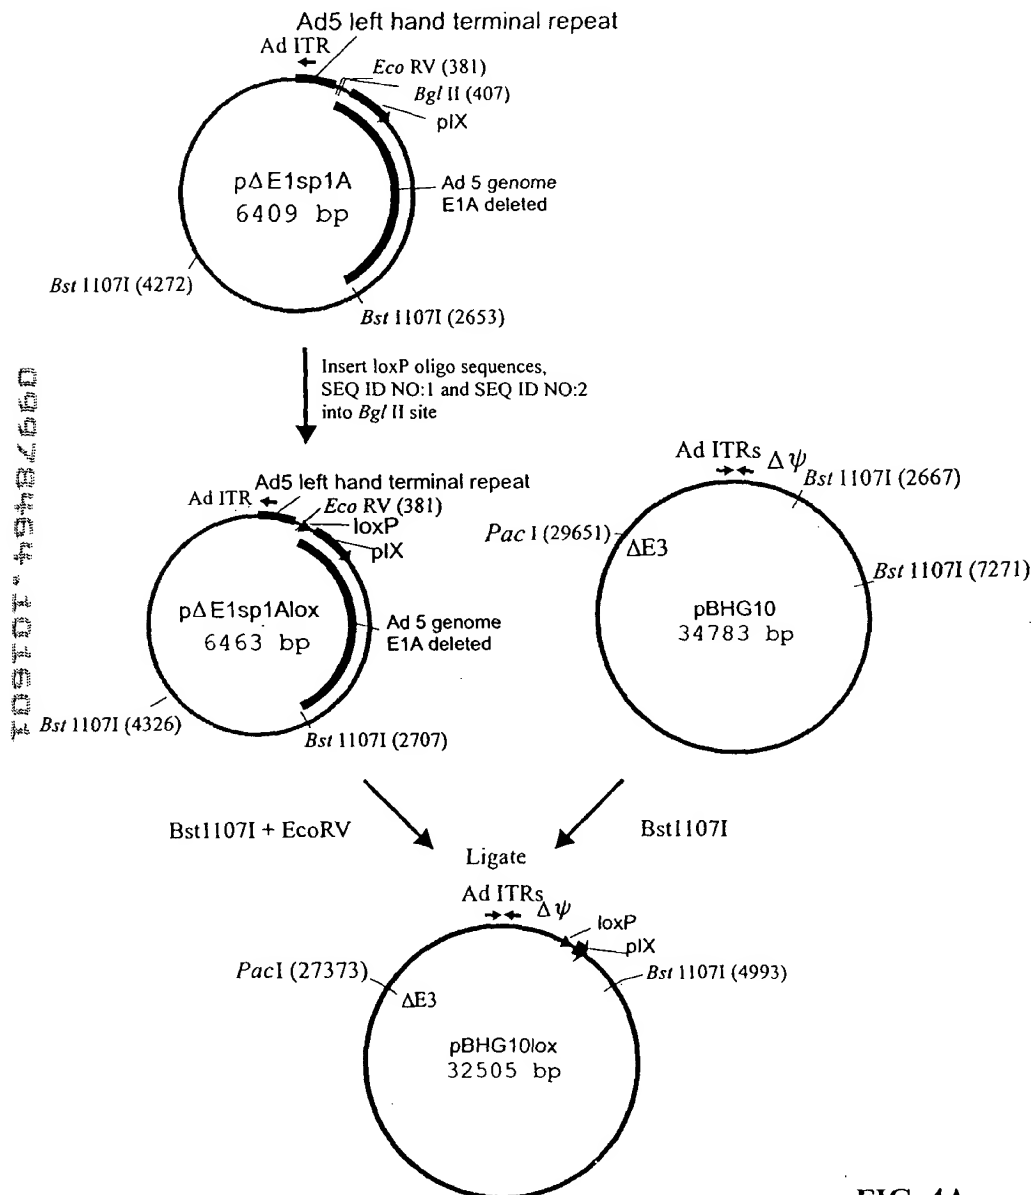 Ad5 left hand terminal repeat
Ad ITR
Eco RV (381)
Bgl II (407)
pIX
pΔE1sp1A
6409 bp
Ad 5 genome
E1A deleted
Bst 1107I (4272)
Bst 1107I (2653)
Insert loxP oligo sequences,
SEQ ID NO:1 and SEQ ID NO:2
into Bgl II site
Ad5 left hand terminal repeat
Ad ITR
Eco RV (381)
loxP
pIX
pΔE1sp1Alox
6463 bp
Ad 5 genome
E1A deleted
Bst 1107I (4326)
Bst 1107I (2707)
Ad ITRs
Δψ
Bst 1107I (2667)
Pac I (29651)
ΔE3
Bst 1107I (7271)
pBHG10
34783 bp
Bst1107I + EcoRV
Bst1107I
Ligate
Ad ITRs
Δψ
loxP
pIX
PacI (27373)
ΔE3
Bst 1107I (4993)
pBHG10lox
32505 bp